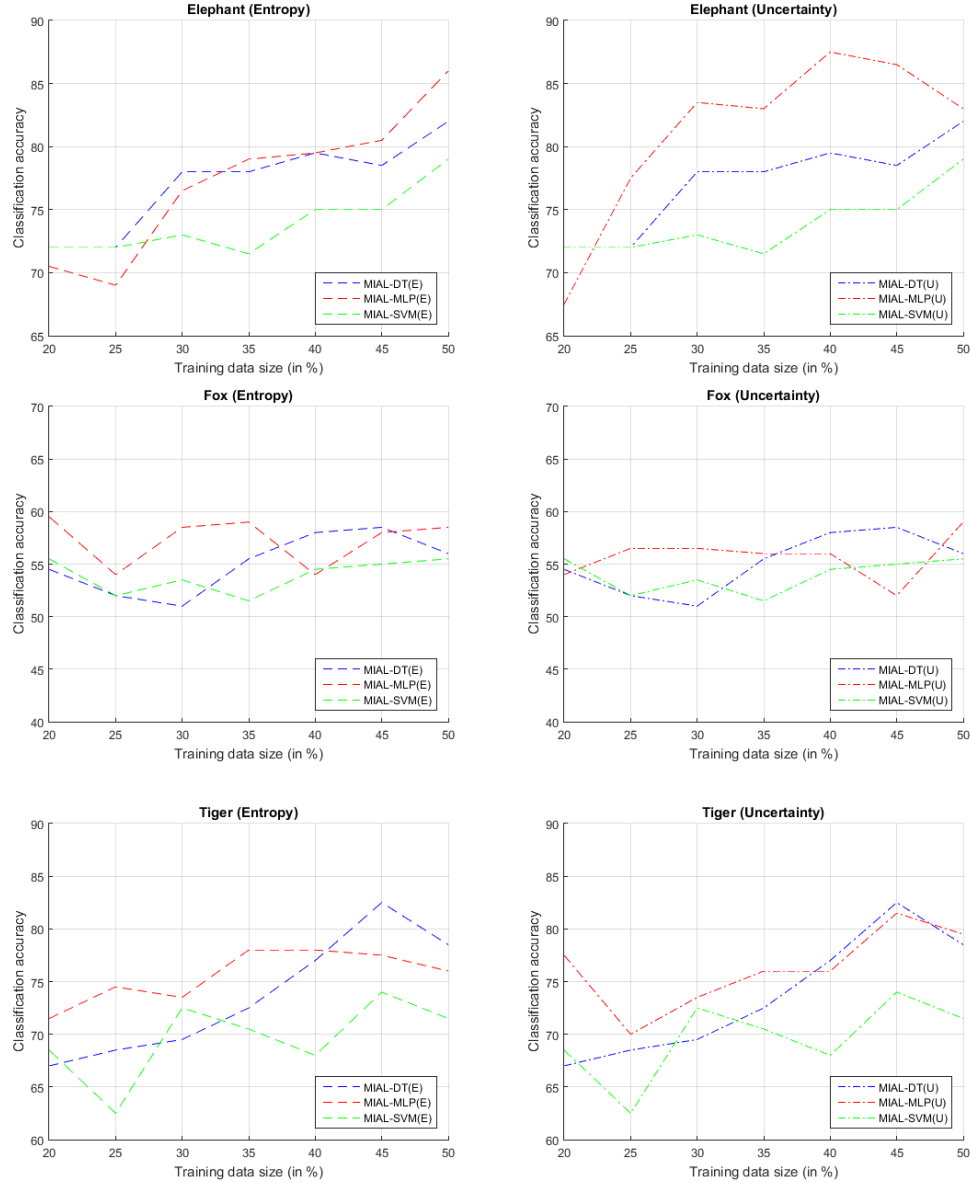 Elephant (Entropy)
Classification accuracy
90
85
80
75
70
65
20 25 30 35 40 45 50
Training data size (in %)
MIAL-DT(E)
MIAL-MLP(E)
MIAL-SVM(E)
Elephant (Uncertainty)
Classification accuracy
90
85
80
75
70
65
20 25 30 35 40 45 50
Training data size (in %)
MIAL-DT(U)
MIAL-MLP(U)
MIAL-SVM(U)
Fox (Entropy)
Classification accuracy
70
65
60
55
50
45
40
20 25 30 35 40 45 50
Training data size (in %)
MIAL-DT(E)
MIAL-MLP(E)
MIAL-SVM(E)
Fox (Uncertainty)
Classification accuracy
70
65
60
55
50
45
40
20 25 30 35 40 45 50
Training data size (in %)
MIAL-DT(U)
MIAL-MLP(U)
MIAL-SVM(U)
Tiger (Entropy)
Classification accuracy
90
85
80
75
70
65
60
20 25 30 35 40 45 50
Training data size (in %)
MIAL-DT(E)
MIAL-MLP(E)
MIAL-SVM(E)
Tiger (Uncertainty)
Classification accuracy
90
85
80
75
70
65
60
20 25 30 35 40 45 50
Training data size (in %)
MIAL-DT(U)
MIAL-MLP(U)
MIAL-SVM(U)